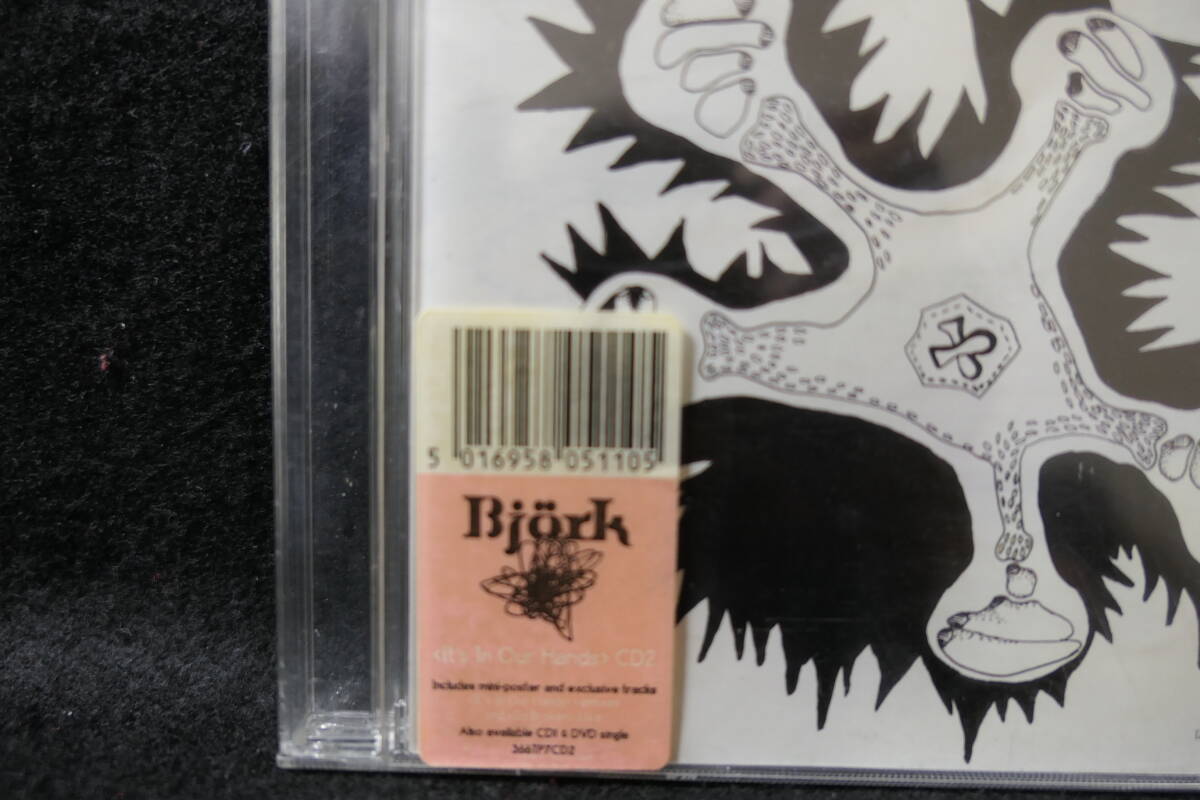 5 016958 051105
Björk
<It's In Our Hands> CD2
Includes mini-poster and exclusive tracks
Also available CD1 & DVD single
366TP7CD2